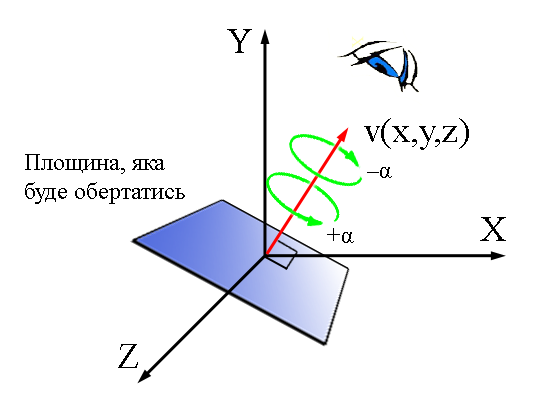 Y
v(x,y,z)
–α
Площина, яка
буде обертатись
+α
X
Z